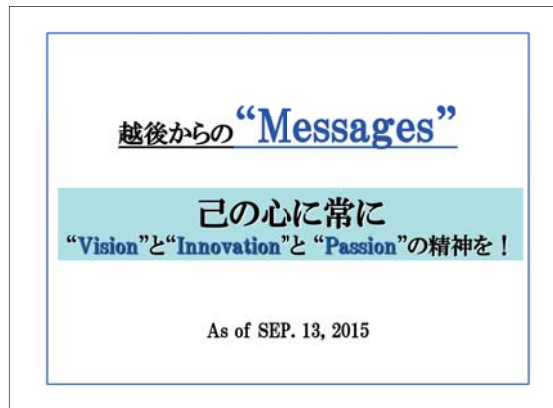 越後からの“Messages”
己の心に常に
“Vision”と“Innovation”と “Passion”の精神を！
As of SEP. 13, 2015